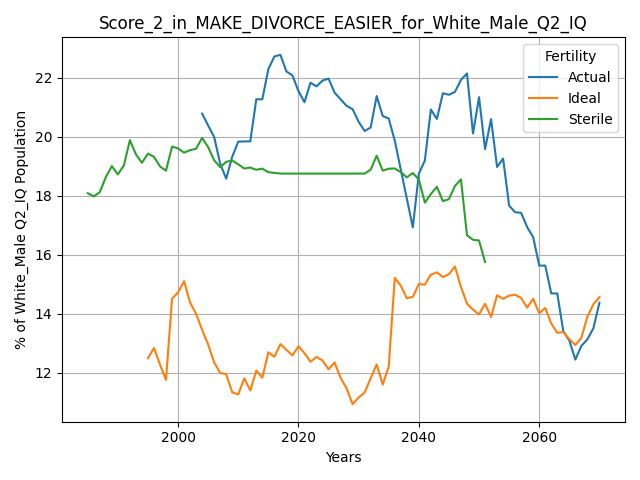 Score_2_in_MAKE_DIVORCE_EASIER_for_White_Male_Q2_IQ
Fertility
Actual
Ideal
Sterile
% of White_Male Q2_IQ Population
22
20
18
16
14
12
2000
2020
2040
2060
Years